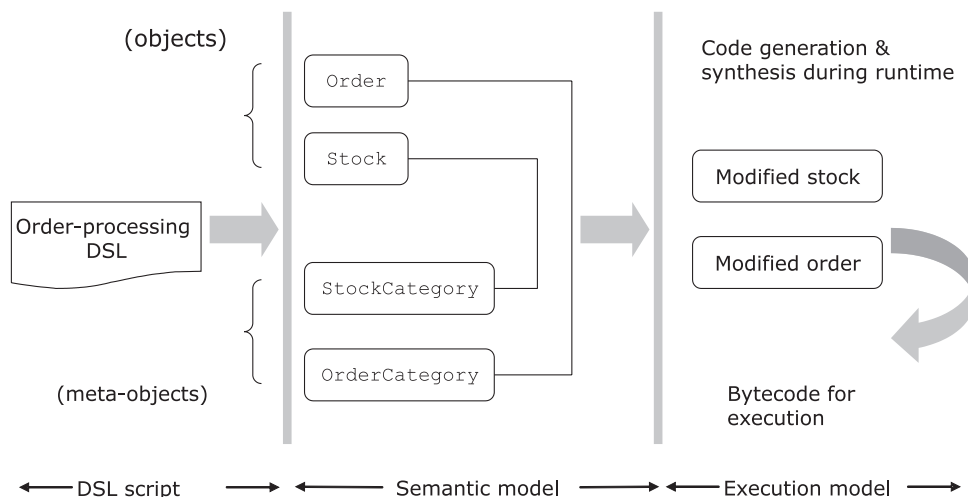 (objects)
Order
Stock
Order-processing
DSL
StockCategory
OrderCategory
(meta-objects)
Code generation &
synthesis during runtime
Modified stock
Modified order
Bytecode for
execution
DSL script
Semantic model
Execution model